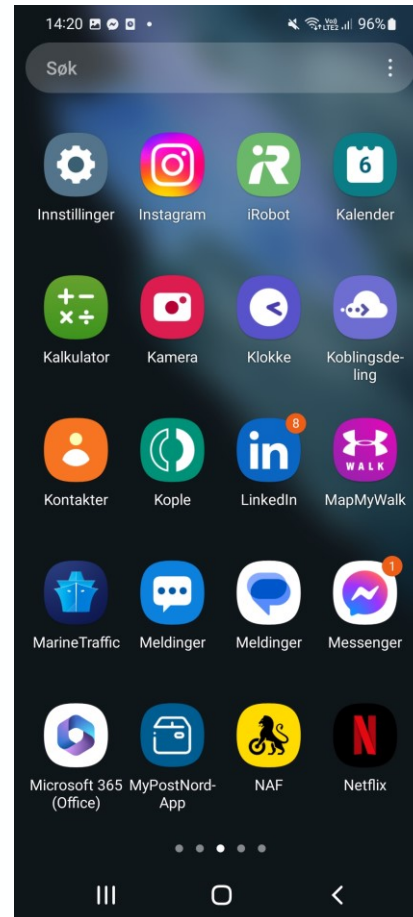 14:20 96%
Søk
6
Innstillinger Instagram iRobot Kalender
Kalkulator Kamera Klokke Koblingsde-
ling
8
in
WALK
Kontakter Kople LinkedIn MapMyWalk
1
MarineTraffic Meldinger Meldinger Messenger
N
Microsoft 365 MyPostNord- NAF Netflix
(Office) App